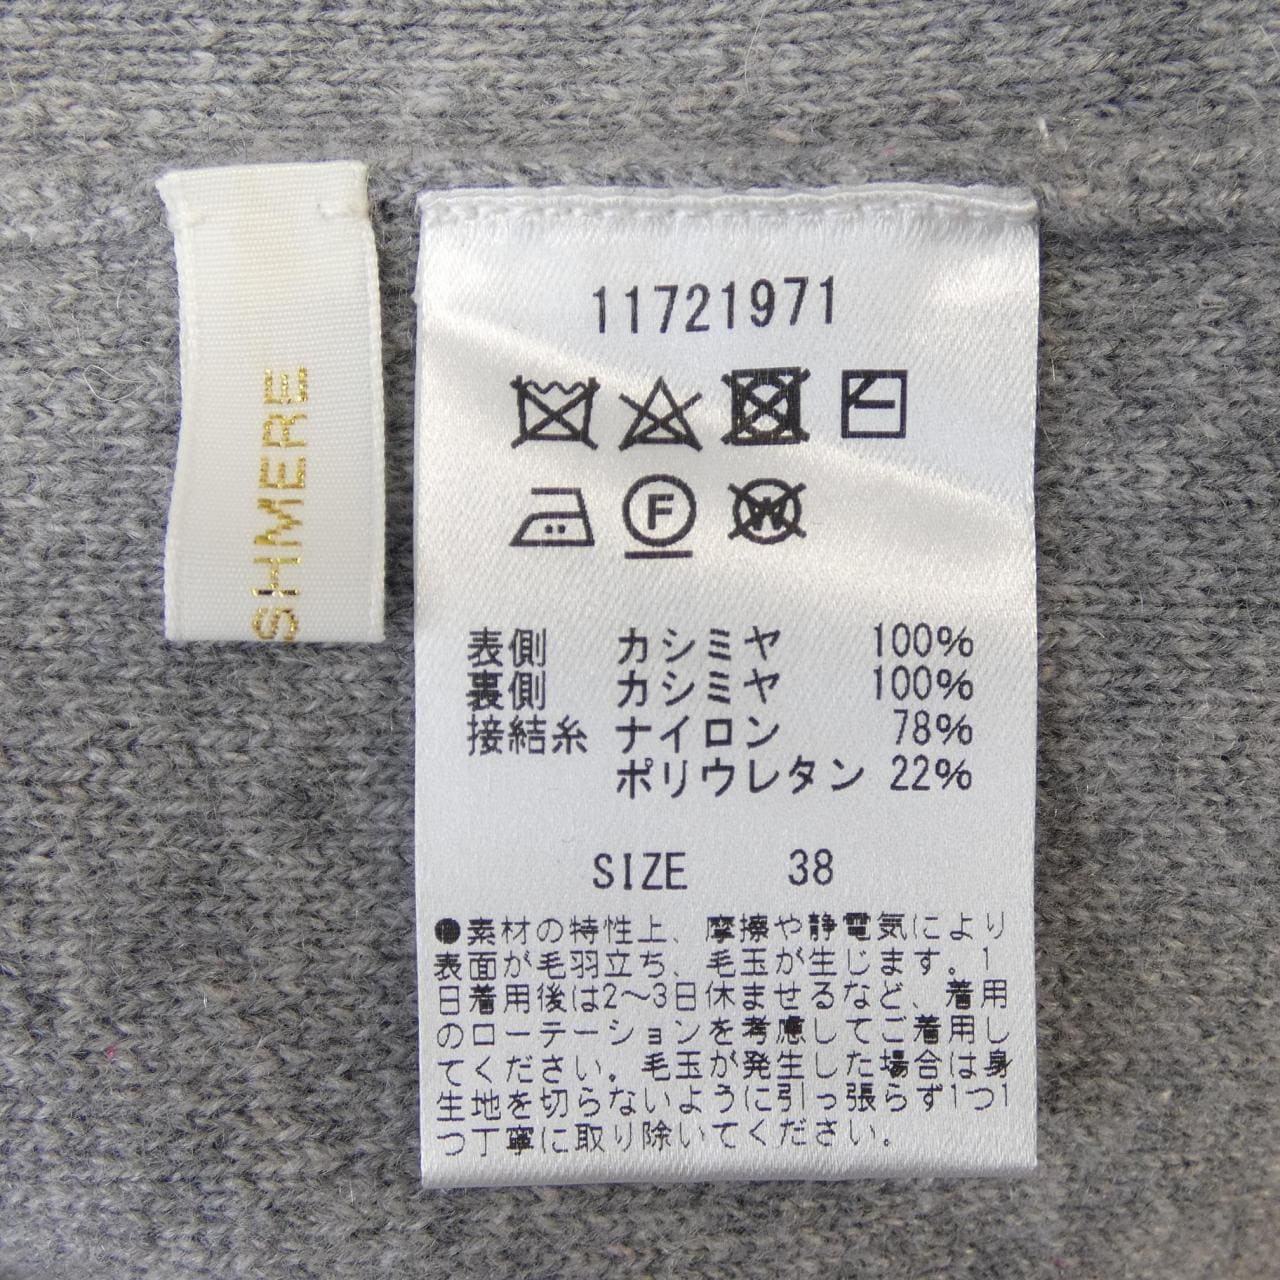 SHMERE
11721971
F
W
表側 カシミヤ 100%
裏側 カシミヤ 100%
接結糸 ナイロン 78%
ポリウレタン 22%
SIZE 38
●素材の特性上、摩擦や静電気により
表面が毛羽立ち、毛玉が生じます。1
日着用後は2〜3日休ませるなど、着用
のローテーションを考慮してご着用し
てください。毛玉が発生した場合は身
生地を切らないように引っ張らず1つ1
つ丁寧に取り除いてください。